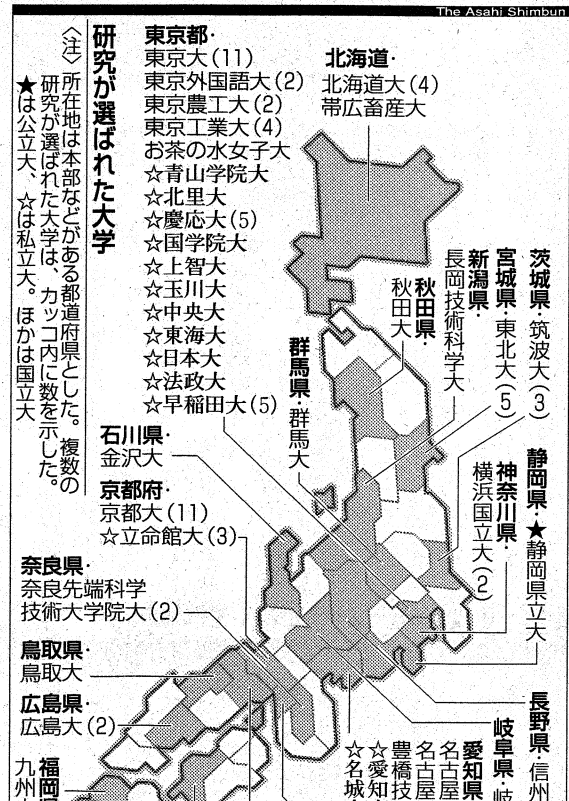 The Asahi Shimbun
研究が選ばれた大学
〈注〉所在地は本部などがある都道府県とした。複数の
研究が選ばれた大学は、カッコ内に数を示した。
★は公立大、☆は私立大。ほかは国立大
東京都・
東京大(11)
東京外国語大(2)
東京農工大(2)
東京工業大(4)
お茶の水女子大
☆青山学院大
☆北里大
☆慶応大(5)
☆国学院大
☆上智大
☆玉川大
☆中央大
☆東海大
☆日本大
☆法政大
☆早稲田大(5)
北海道・
北海道大(4)
帯広畜産大
茨城県・筑波大(3)
宮城県・東北大(5)
新潟県・
長岡技術科学大
秋田県・
秋田大
群馬県・群馬大
静岡県・★静岡県立大
神奈川県・
横浜国立大(2)
石川県・
金沢大
京都府・
京都大(11)
☆立命館大(3)
奈良県・
奈良先端科学
技術大学院大(2)
鳥取県・
鳥取大
広島県・
広島大(2)
福岡
九州
長野県・信州
岐阜県・岐
愛知県
名古屋
名古屋
豊橋技
☆愛知
☆名城